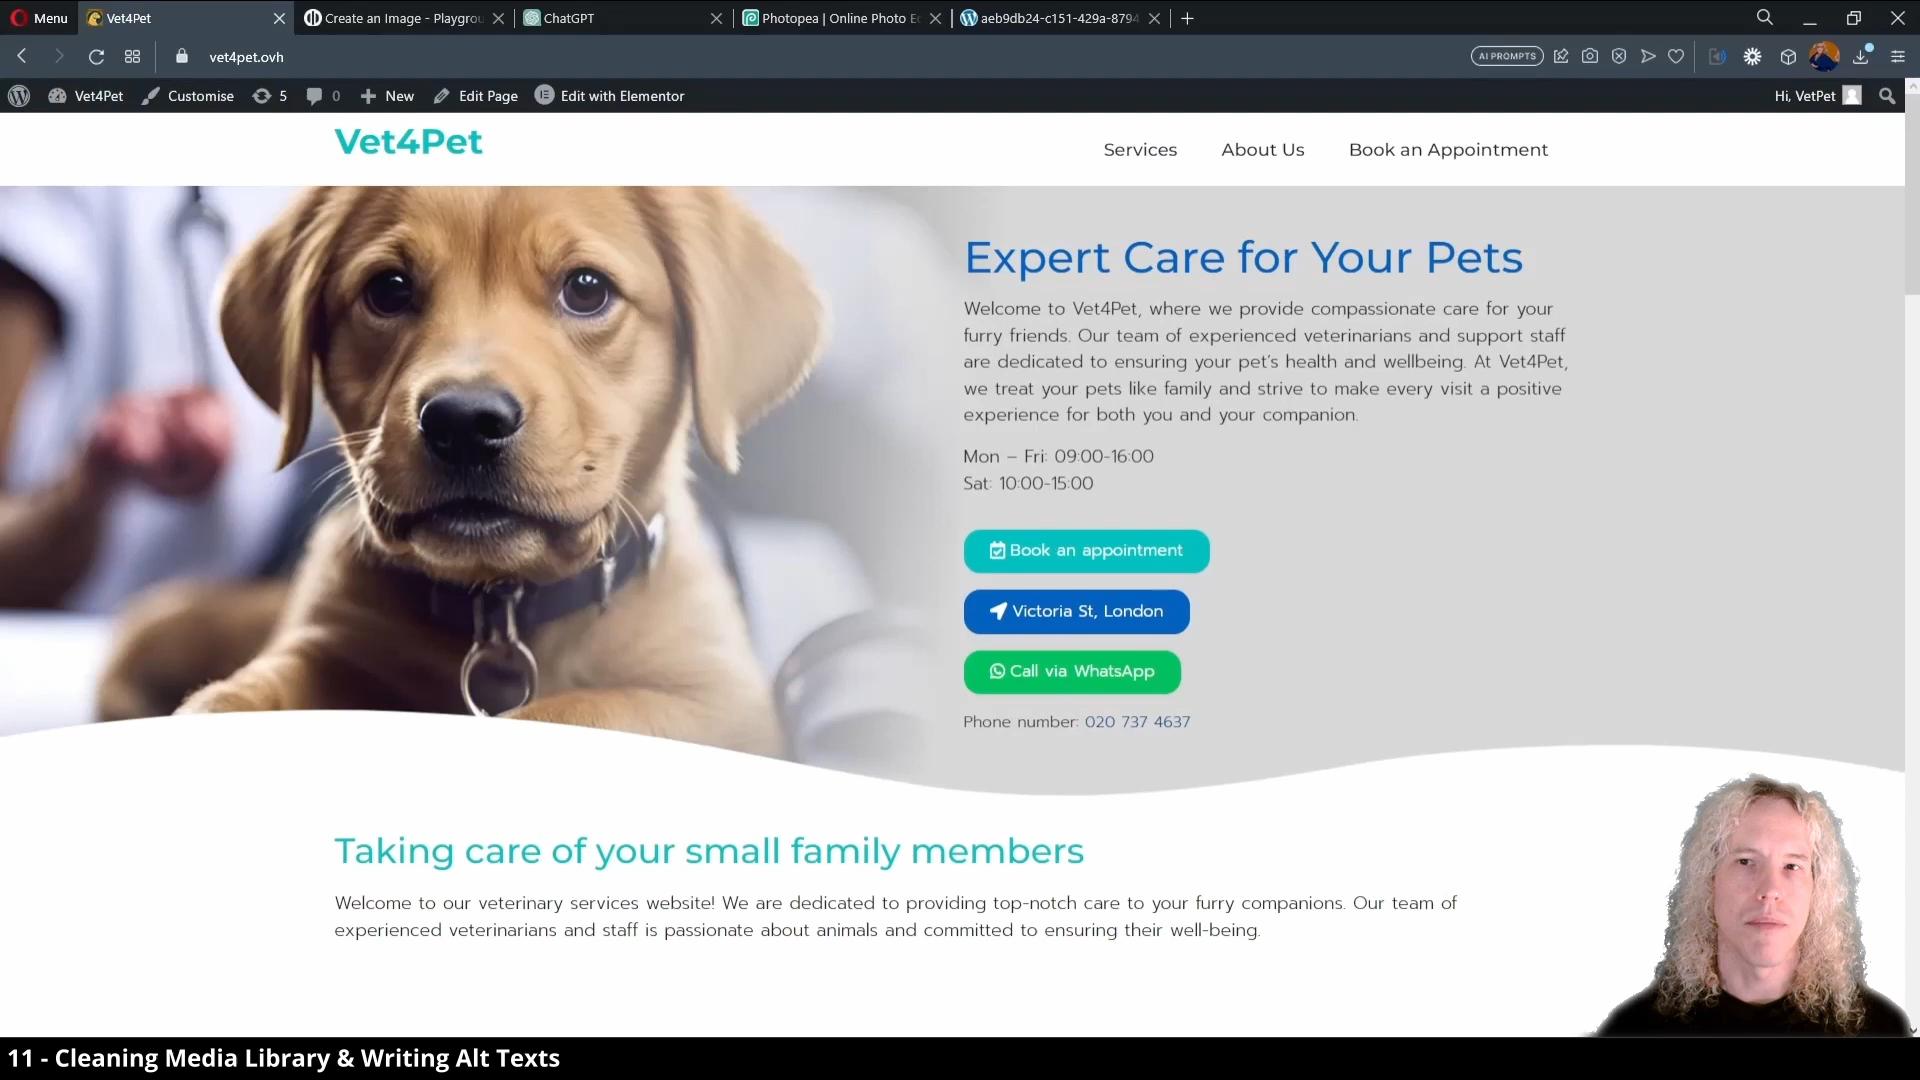 Menu
Vet4Pet
Create an Image - Playgrou
ChatGPT
Photopea | Online Photo E
aeb9db24-c151-429a-8794
vet4pet.ovh
AI PROMPTS
Vet4Pet
Customise
5
0
New
Edit Page
Edit with Elementor
Hi, VetPet
Vet4Pet
Services
About Us
Book an Appointment
Expert Care for Your Pets
Welcome to Vet4Pet, where we provide compassionate care for your
furry friends. Our team of experienced veterinarians and support staff
are dedicated to ensuring your pet’s health and wellbeing. At Vet4Pet,
we treat your pets like family and strive to make every visit a positive
experience for both you and your companion.
Mon – Fri: 09:00-16:00
Sat: 10:00-15:00
Book an appointment
Victoria St, London
Call via WhatsApp
Phone number: 020 737 4637
Taking care of your small family members
Welcome to our veterinary services website! We are dedicated to providing top-notch care to your furry companions. Our team of
experienced veterinarians and staff is passionate about animals and committed to ensuring their well-being.
11 - Cleaning Media Library & Writing Alt Texts